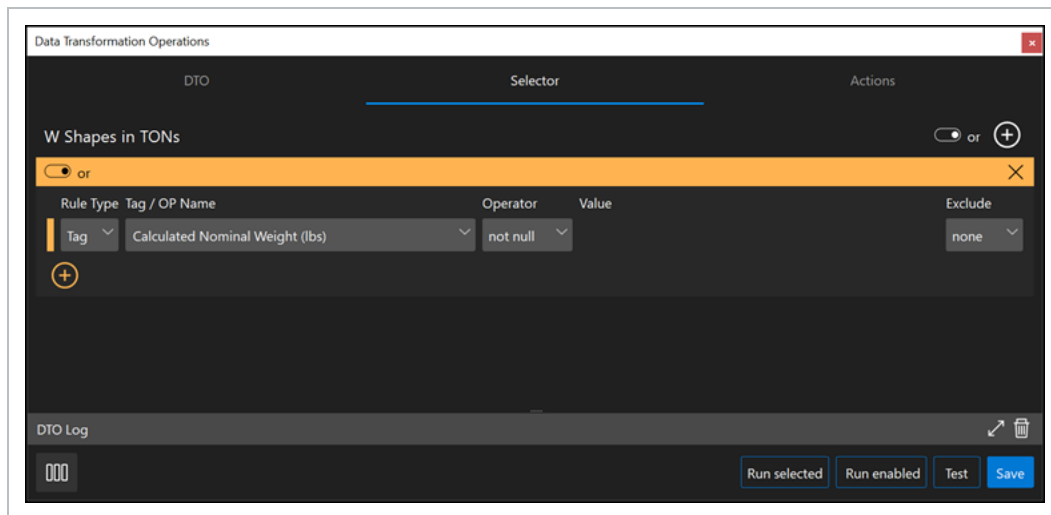 Data Transformation Operations
DTO Selector Actions
W Shapes in TONs or
or
Rule Type Tag / OP Name Operator Value Exclude
Tag Calculated Nominal Weight (lbs) not null none
DTO Log
Run selected Run enabled Test Save